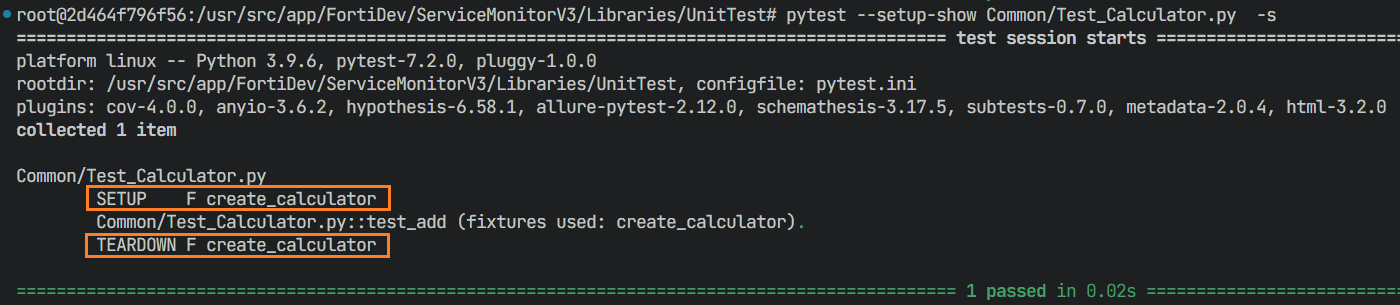 root@2d464f796f56:/usr/src/app/FortiDev/ServiceMonitorV3/Libraries/UnitTest# pytest --setup-show Common/Test_Calculator.py  -s
==================================================================================================================== test session starts ==============================
platform linux -- Python 3.9.6, pytest-7.2.0, pluggy-1.0.0
rootdir: /usr/src/app/FortiDev/ServiceMonitorV3/Libraries/UnitTest, configfile: pytest.ini
plugins: cov-4.0.0, anyio-3.6.2, hypothesis-6.58.1, allure-pytest-2.12.0, schemathesis-3.17.5, subtests-0.7.0, metadata-2.0.4, html-3.2.0
collected 1 item
Common/Test_Calculator.py
SETUP    F create_calculator
Common/Test_Calculator.py::test_add (fixtures used: create_calculator).
TEARDOWN F create_calculator
===================================================================================================================== 1 passed in 0.02s ================================